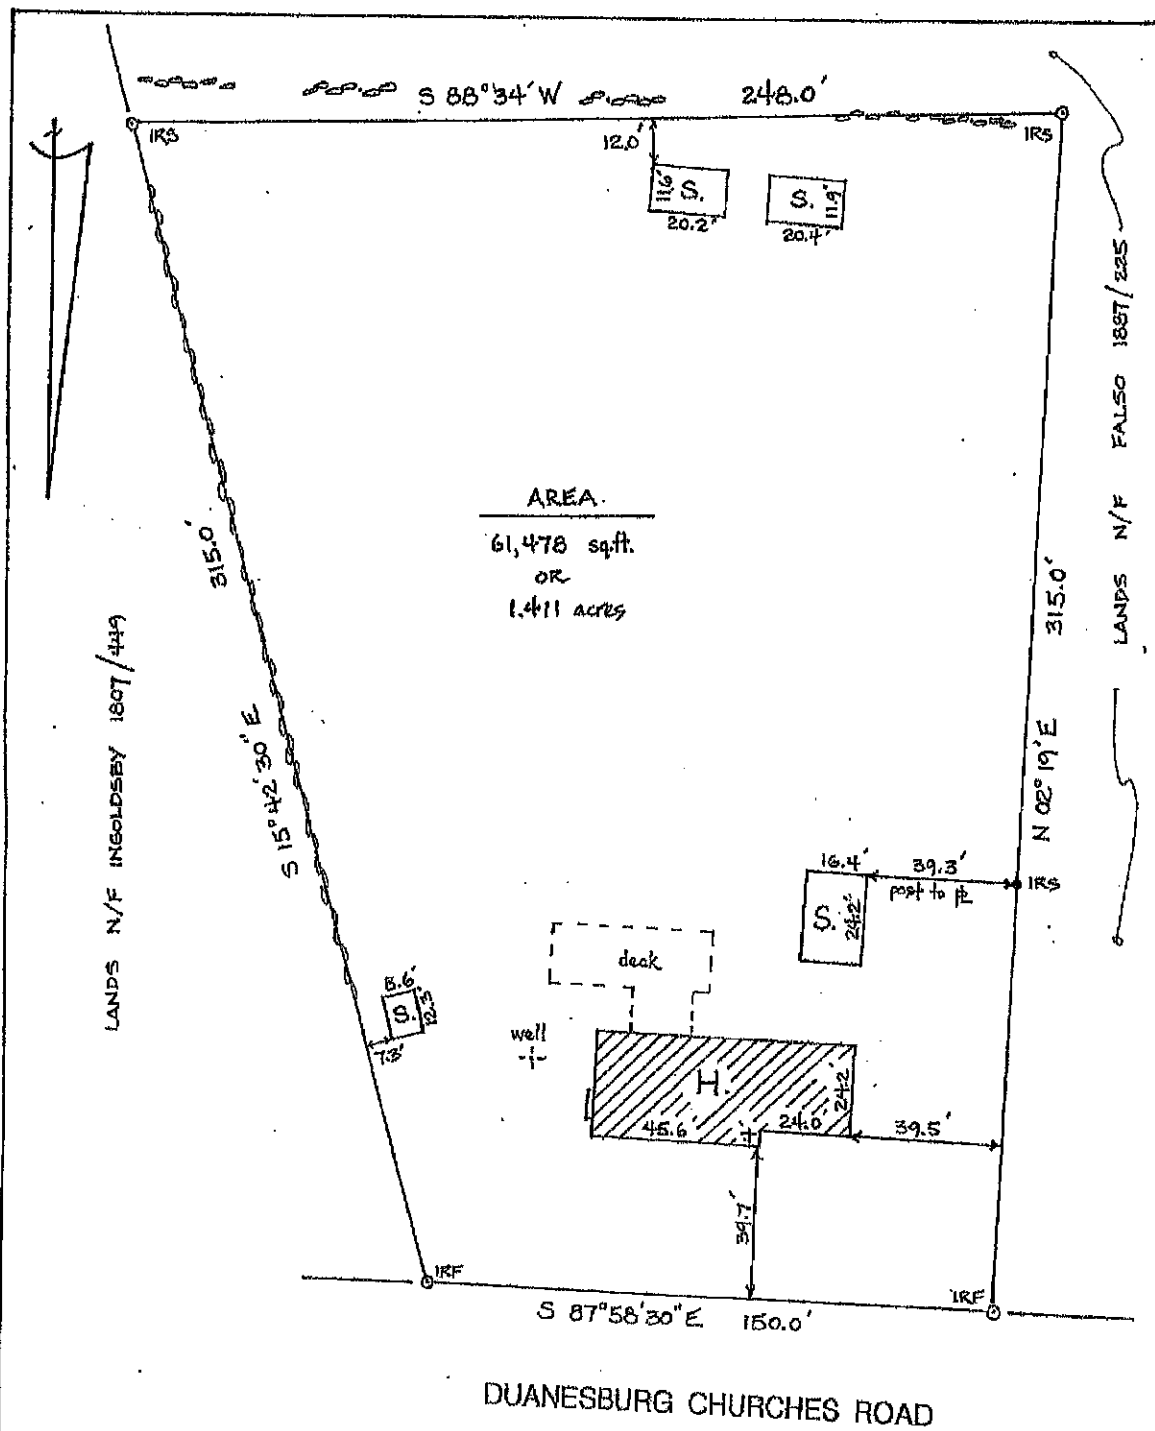 S 88°34' W 248.0'
IRS
IRS
12.0'
11.6'
S.
20.2'
S.
11.9'
20.4'
LANDS N/F FALSO 1887/225
AREA
61,478 sq.ft.
OR
1.411 acres
315.0'
S 15°42'30" E
LANDS N/F INGOLDSBY 1807/449
315.0'
N 02°19' E
16.4'
39.3'
post to PL
IRS
S.
24.2'
deck
8.6'
S.
12.3'
7.3'
well
H.
24.2
45.6
24.0
39.5'
39.7'
IRF
IRF
S 87°58'30" E 150.0'
DUANESBURG CHURCHES ROAD